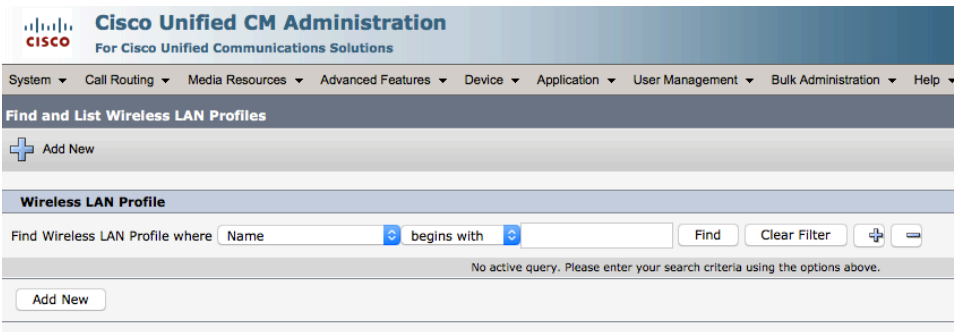 Cisco Unified CM Administration
CISCO
For Cisco Unified Communications Solutions
System Call Routing Media Resources Advanced Features Device Application User Management Bulk Administration Help
Find and List Wireless LAN Profiles
Add New
Wireless LAN Profile
Find Wireless LAN Profile where Name begins with Find Clear Filter
No active query. Please enter your search criteria using the options above.
Add New